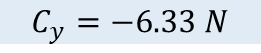 C_y = −6.33 N